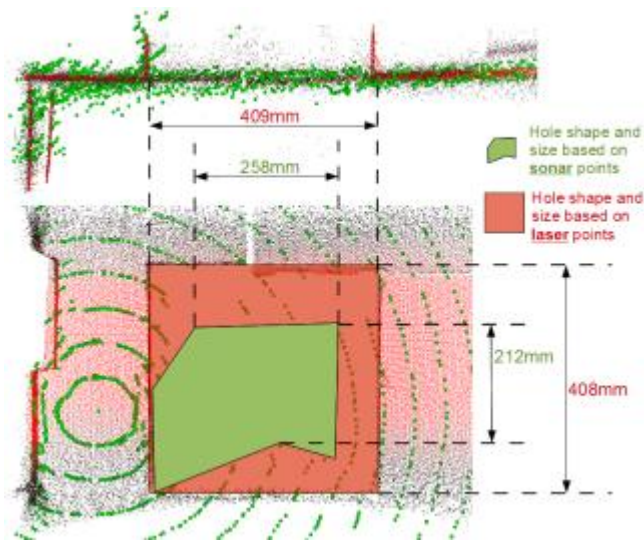 409mm
258mm
Hole shape and
size based on
sonar points
Hole shape and
size based on
laser points
212mm
408mm